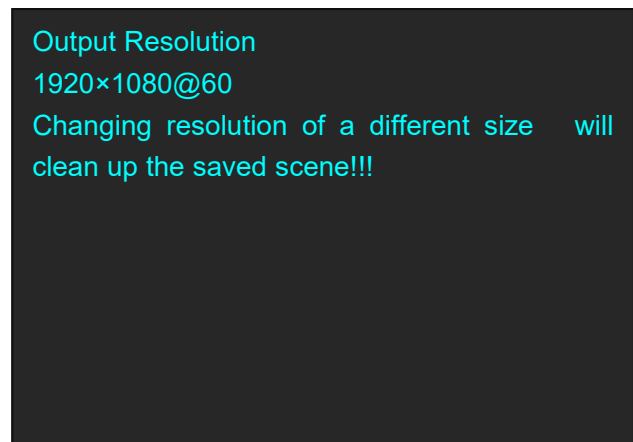 Output Resolution
1920×1080@60
Changing resolution of a different size will
clean up the saved scene!!!